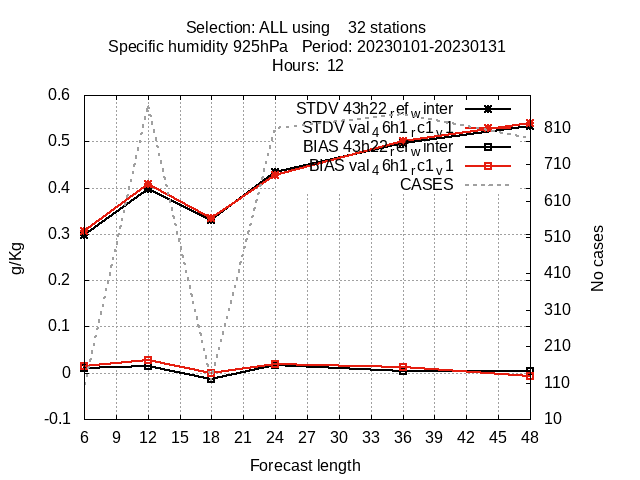 Selection: ALL using 32 stations
Specific humidity 925hPa Period: 20230101-20230131
Hours: 12
STDV 43h22_ref_winter
STDV val_46h1_rc1_v1
BIAS 43h22_ref_winter
BIAS val_46h1_rc1_v1
CASES
0.6
0.5
0.4
0.3
0.2
0.1
0
-0.1
g/Kg
810
710
610
510
410
310
210
110
10
No cases
6 9 12 15 18 21 24 27 30 33 36 39 42 45 48
Forecast length